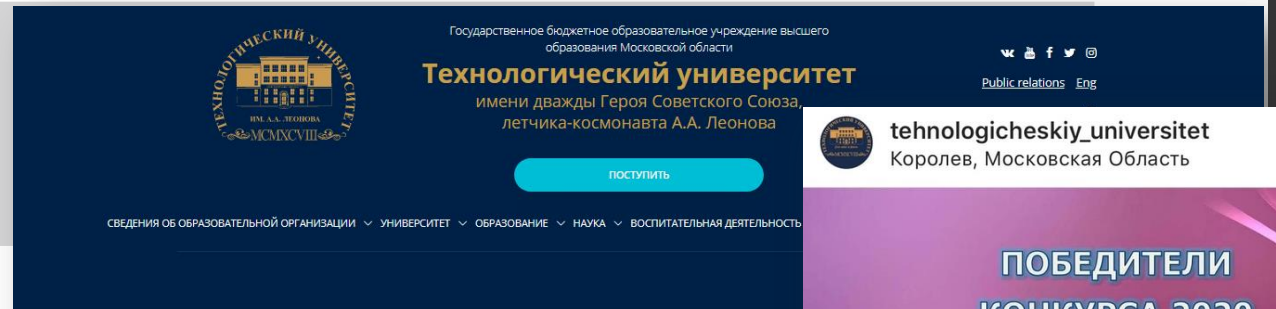 ТЕХНОЛОГИЧЕСКИЙ УНИВЕРСИТЕТ
ИМ. А.А. ЛЕОНОВА
MCMXCVIII
Государственное бюджетное образовательное учреждение высшего
образования Московской области
Технологический университет
имени дважды Героя Советского Союза,
летчика-космонавта А.А. Леонова
Public relations Eng
ПОСТУПИТЬ
СВЕДЕНИЯ ОБ ОБРАЗОВАТЕЛЬНОЙ ОРГАНИЗАЦИИ УНИВЕРСИТЕТ ОБРАЗОВАНИЕ НАУКА ВОСПИТАТЕЛЬНАЯ ДЕЯТЕЛЬНОСТЬ
tehnologicheskiy_universitet
Королев, Московская Область
ПОБЕДИТЕЛИ
КОНКУРСА 2020